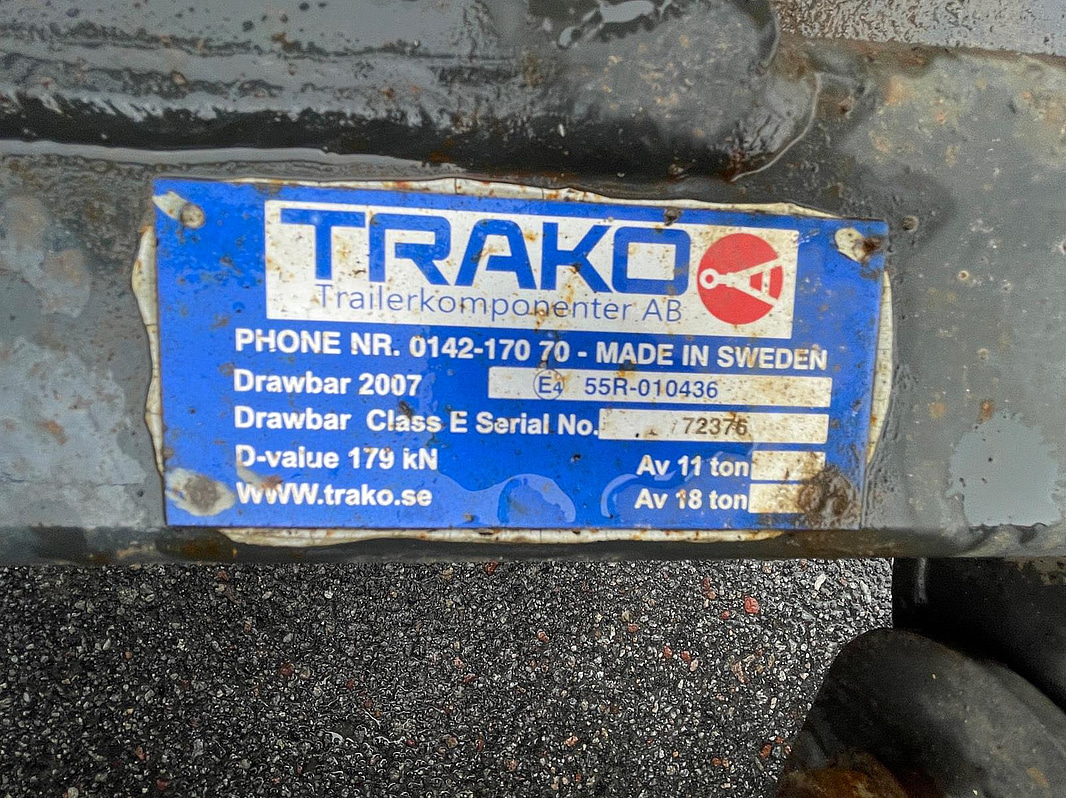 TRAKO
Trailerkomponenter AB
PHONE NR. 0142-170 70 - MADE IN SWEDEN
Drawbar 2007 E4 55R-010436
Drawbar Class E Serial No. 72376
D-value 179 kN Av 11 ton
WWW.trako.se Av 18 ton